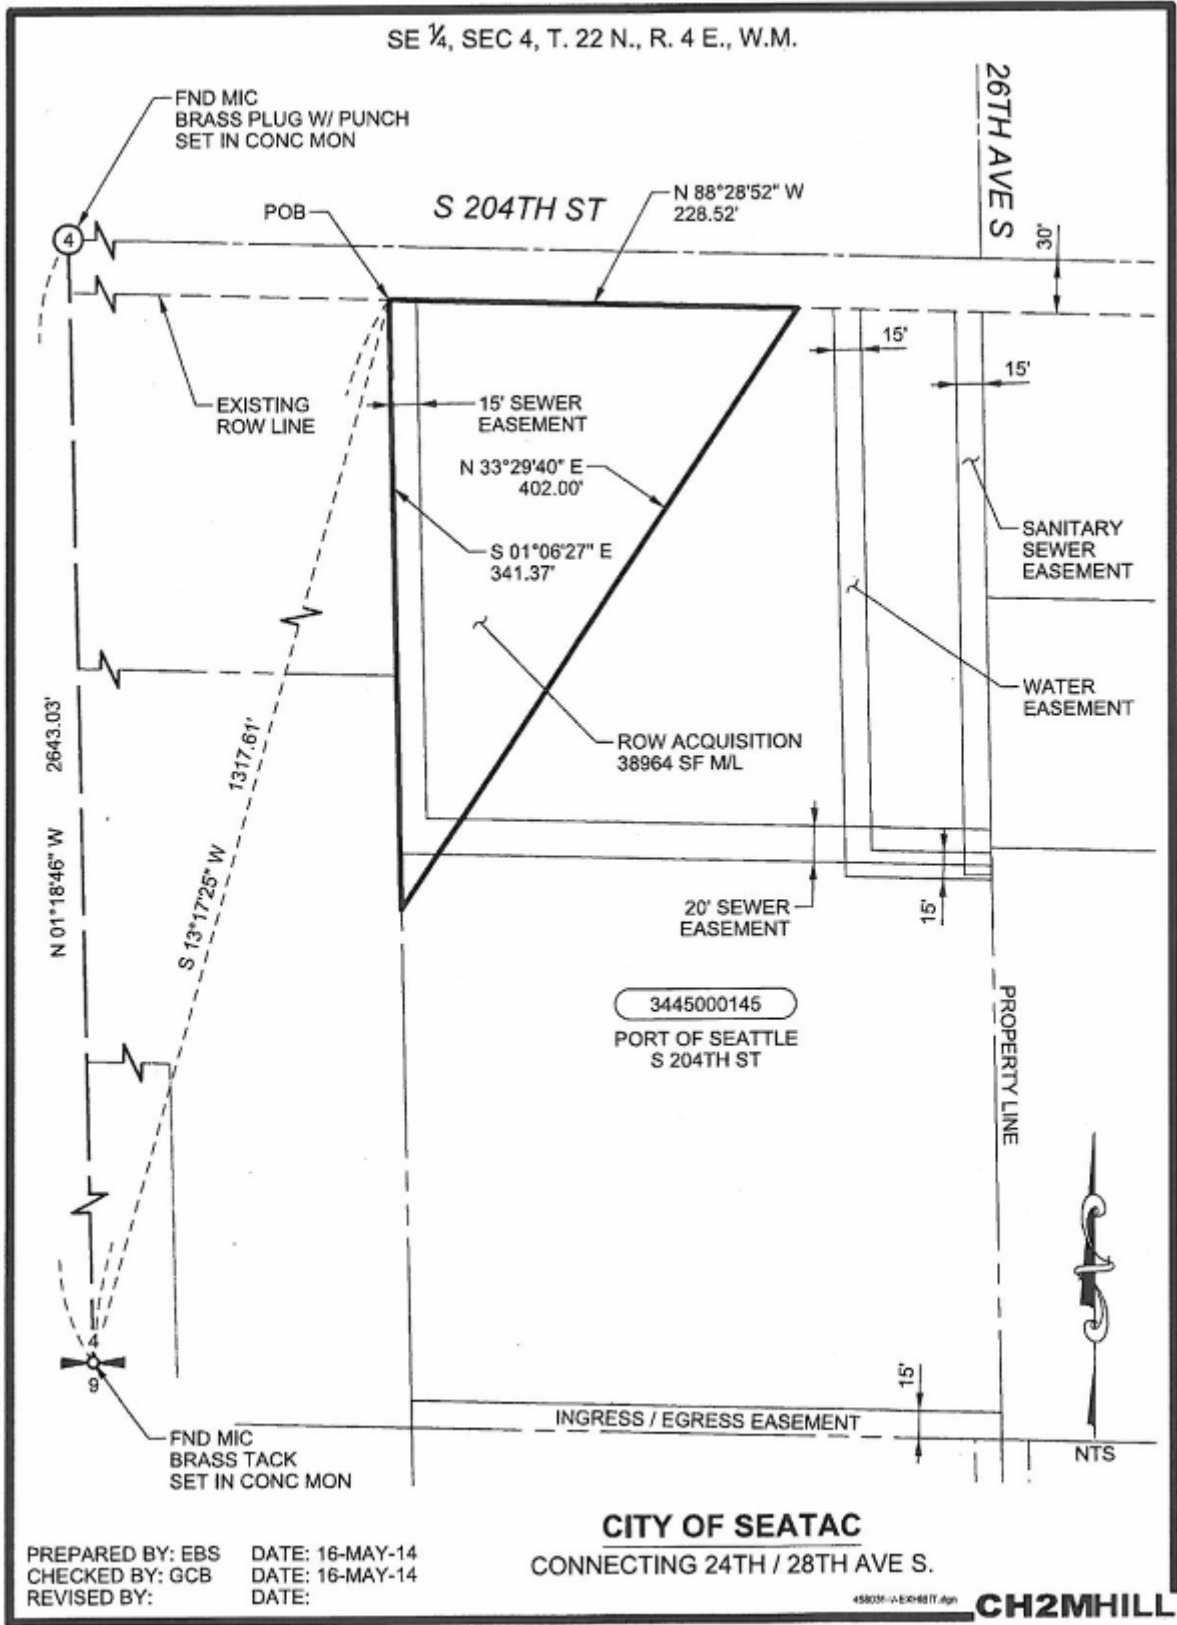 SE ¼, SEC 4, T. 22 N., R. 4 E., W.M.
FND MIC
BRASS PLUG W/ PUNCH
SET IN CONC MON
26TH AVE S
POB
S 204TH ST
N 88°28'52" W
228.52'
4
30'
15'
15'
EXISTING
ROW LINE
15' SEWER
EASEMENT
N 33°29'40" E
402.00'
S 01°06'27" E
341.37'
SANITARY
SEWER
EASEMENT
WATER
EASEMENT
ROW ACQUISITION
38964 SF M/L
N 01°18'46" W 2643.03'
S 13°17'25" W 1317.61'
20' SEWER
EASEMENT
15'
3445000145
PORT OF SEATTLE
S 204TH ST
PROPERTY LINE
4
9
15'
INGRESS / EGRESS EASEMENT
NTS
FND MIC
BRASS TACK
SET IN CONC MON
CITY OF SEATAC
CONNECTING 24TH / 28TH AVE S.
PREPARED BY: EBS DATE: 16-MAY-14
CHECKED BY: GCB DATE: 16-MAY-14
REVISED BY: DATE:
CH2MHILL